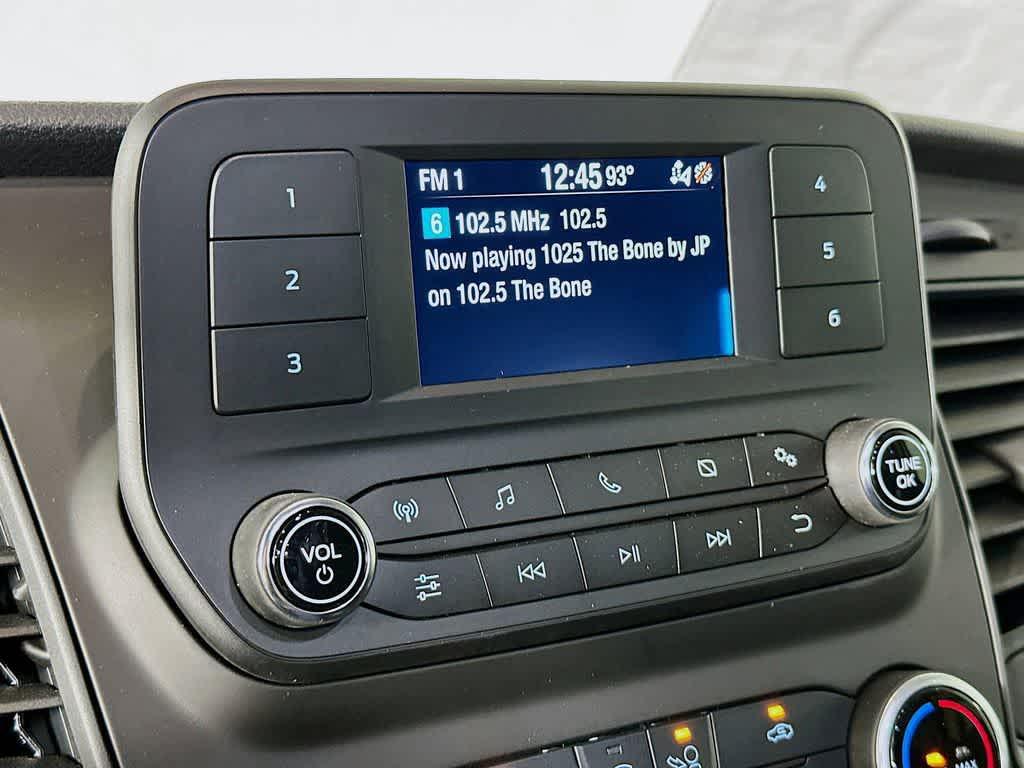 FM 1 12:45 93°
6 102.5 MHz 102.5
Now playing 1025 The Bone by JP
on 102.5 The Bone
1
2
3
4
5
6
VOL
TUNE
OK
MAX